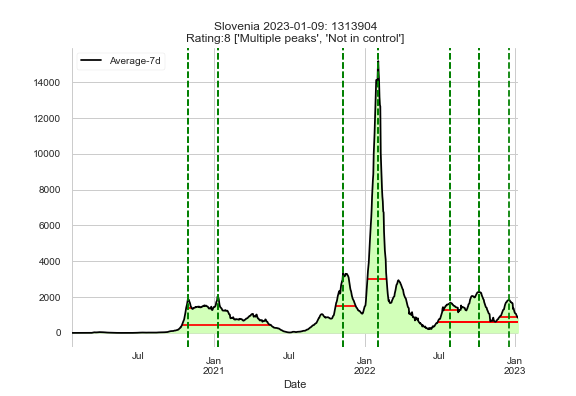 Slovenia 2023-01-09: 1313904
Rating:8 ['Multiple peaks', 'Not in control']
Average-7d
14000
12000
10000
8000
6000
4000
2000
0
Jul
Jan
2021
Jul
Jan
2022
Jul
Jan
2023
Date